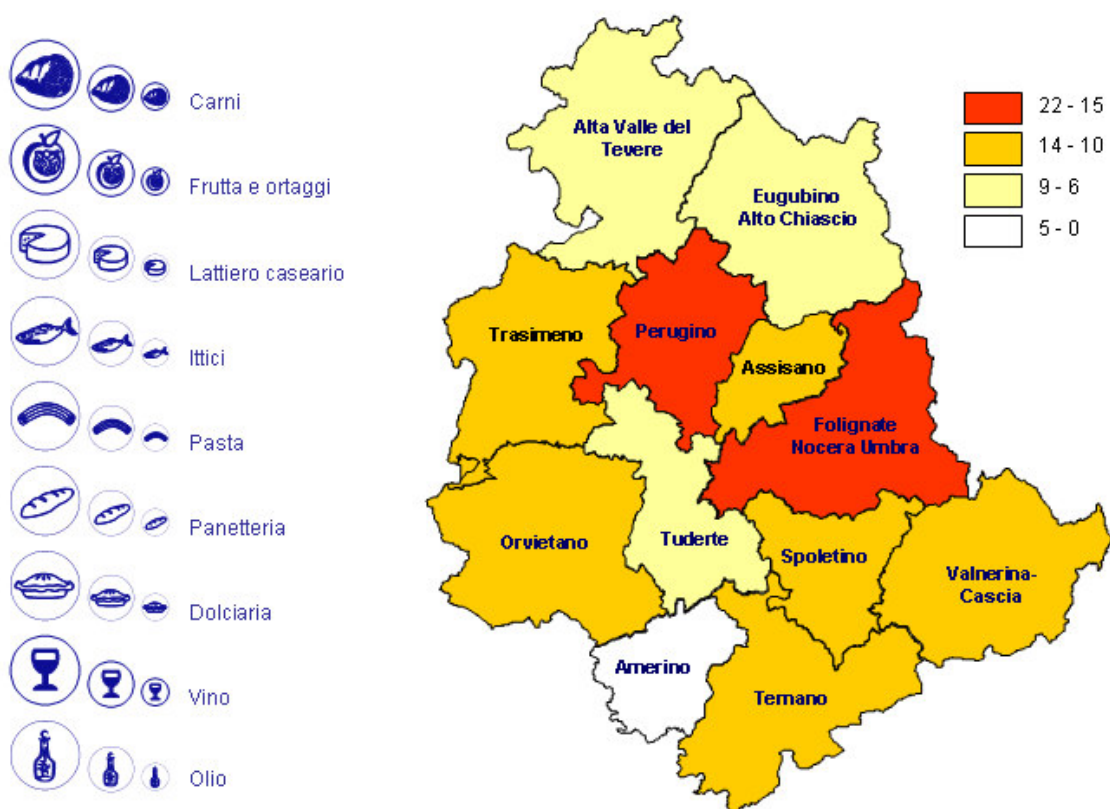 Carni
Frutta e ortaggi
Lattiero caseario
Ittici
Pasta
Panetteria
Dolciaria
Vino
Olio
Alta Valle del
Tevere
Eugubino
Alto Chiascio
Trasimeno
Perugino
Assisano
Folignate
Nocera Umbra
Orvietano
Tuderte
Spoletino
Valnerina-
Cascia
Amerino
Ternano
22 - 15
14 - 10
9 - 6
5 - 0